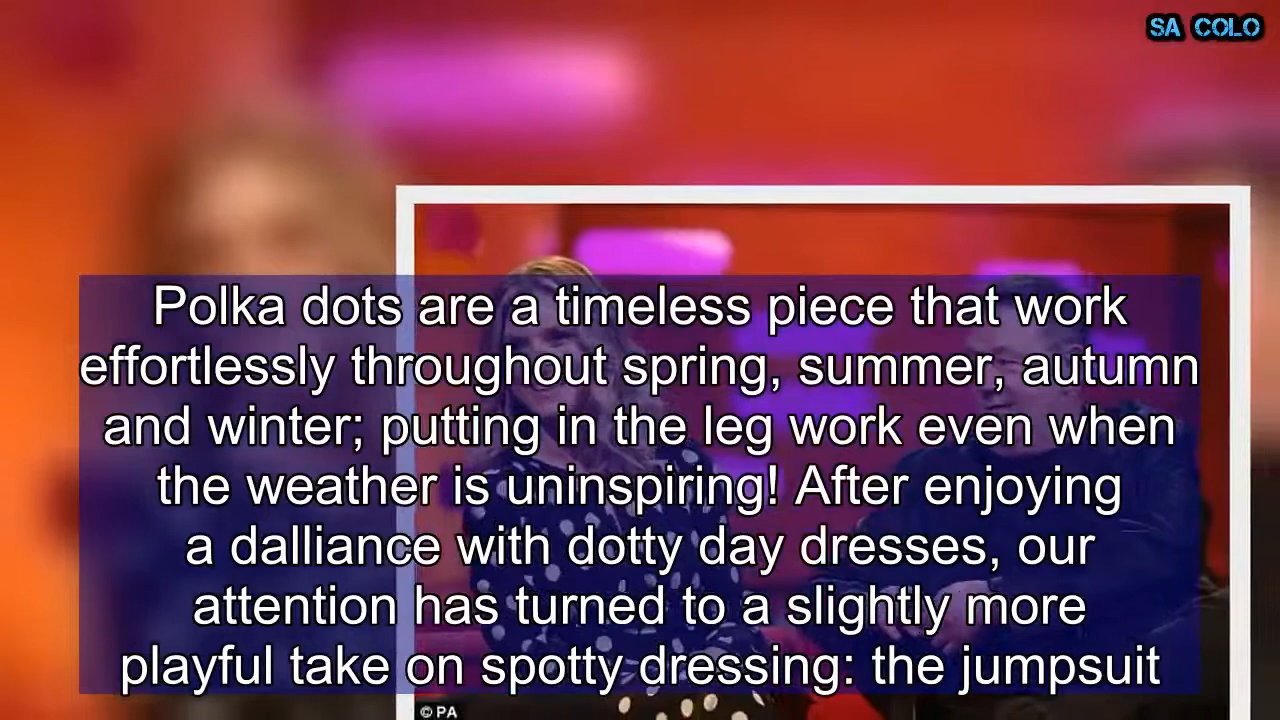 SA COLO
Polka dots are a timeless piece that work
effortlessly throughout spring, summer, autumn
and winter; putting in the leg work even when
the weather is uninspiring! After enjoying
a dalliance with dotty day dresses, our
attention has turned to a slightly more
playful take on spotty dressing: the jumpsuit
© PA